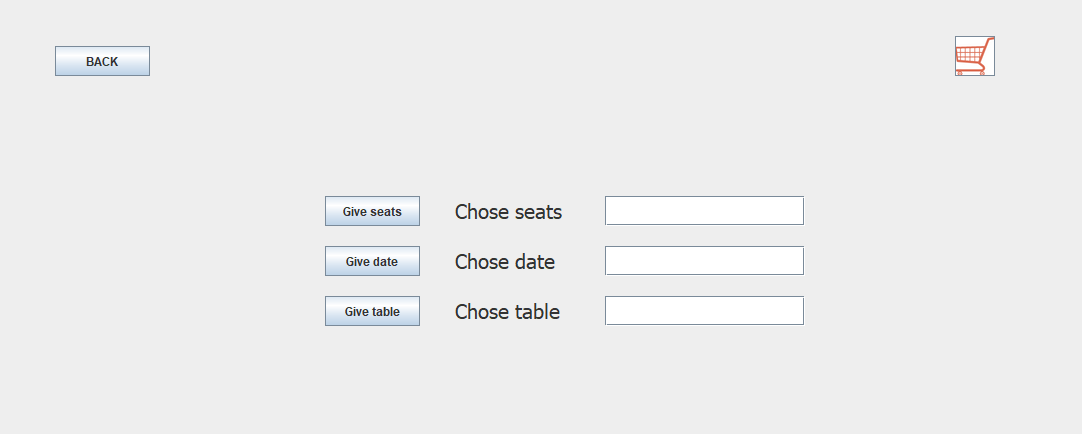 BACK
Give seats Chose seats
Give date Chose date
Give table Chose table